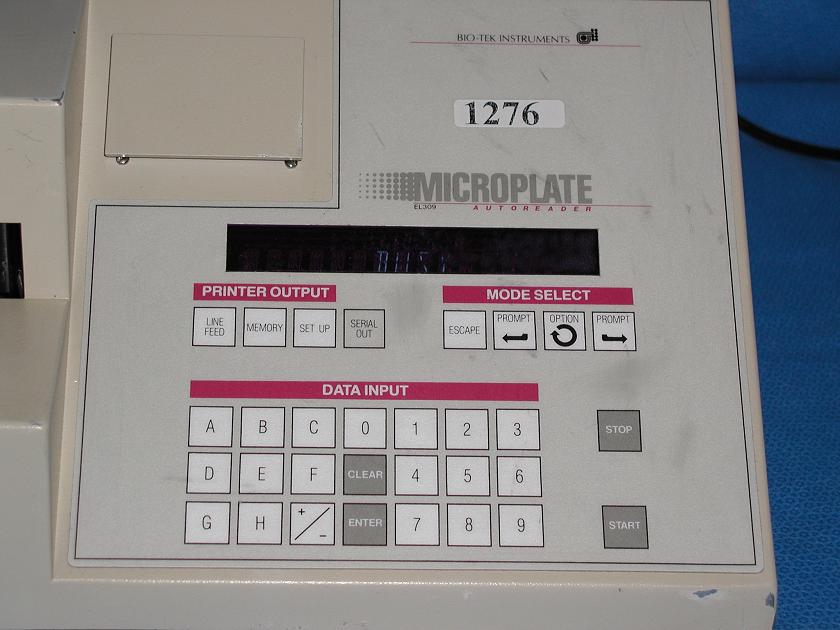 BIO-TEK INSTRUMENTS
1276
MICROPLATE
EL309 AUTOREADER
BUSY
PRINTER OUTPUT
MODE SELECT
LINE FEED
MEMORY
SET UP
SERIAL OUT
ESCAPE
PROMPT
OPTION
PROMPT
DATA INPUT
A B C 0 1 2 3
STOP
D E F CLEAR 4 5 6
G H + / - ENTER 7 8 9
START